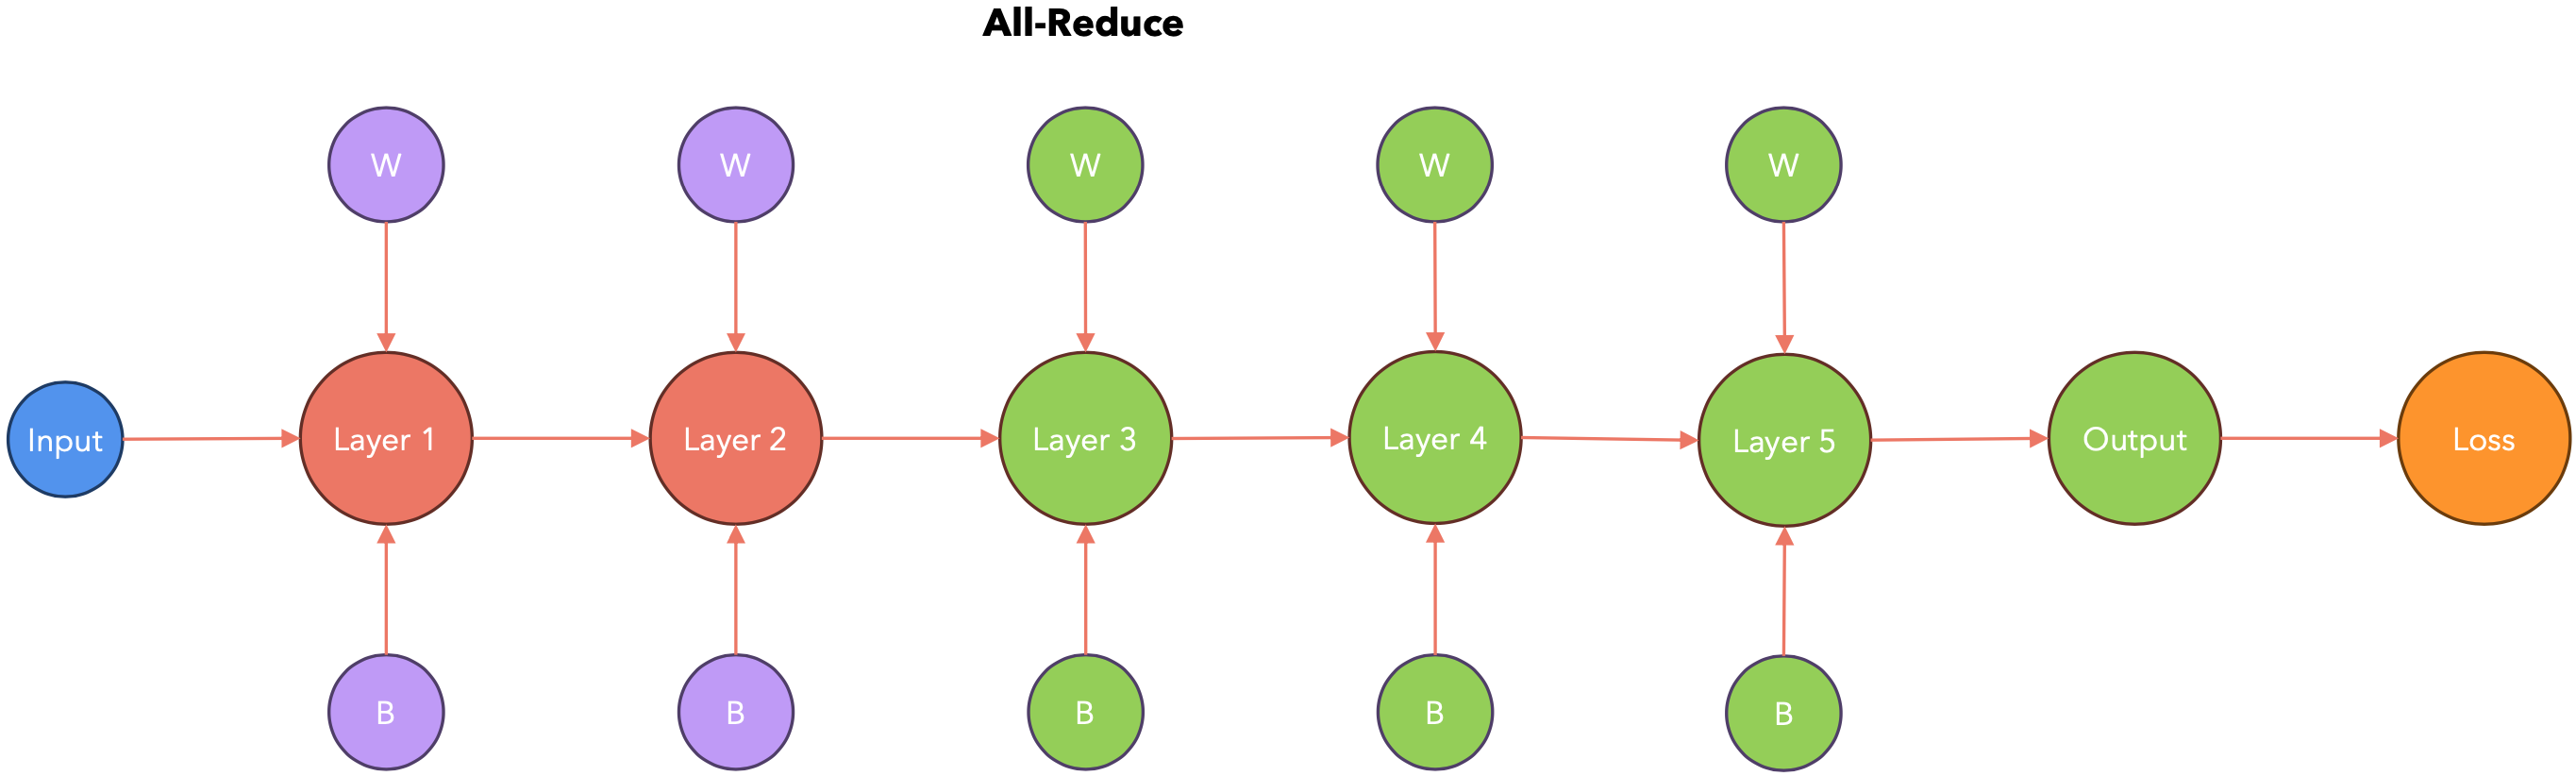 All-Reduce
W
W
W
W
W
Input
Layer 1
Layer 2
Layer 3
Layer 4
Layer 5
Output
Loss
B
B
B
B
B